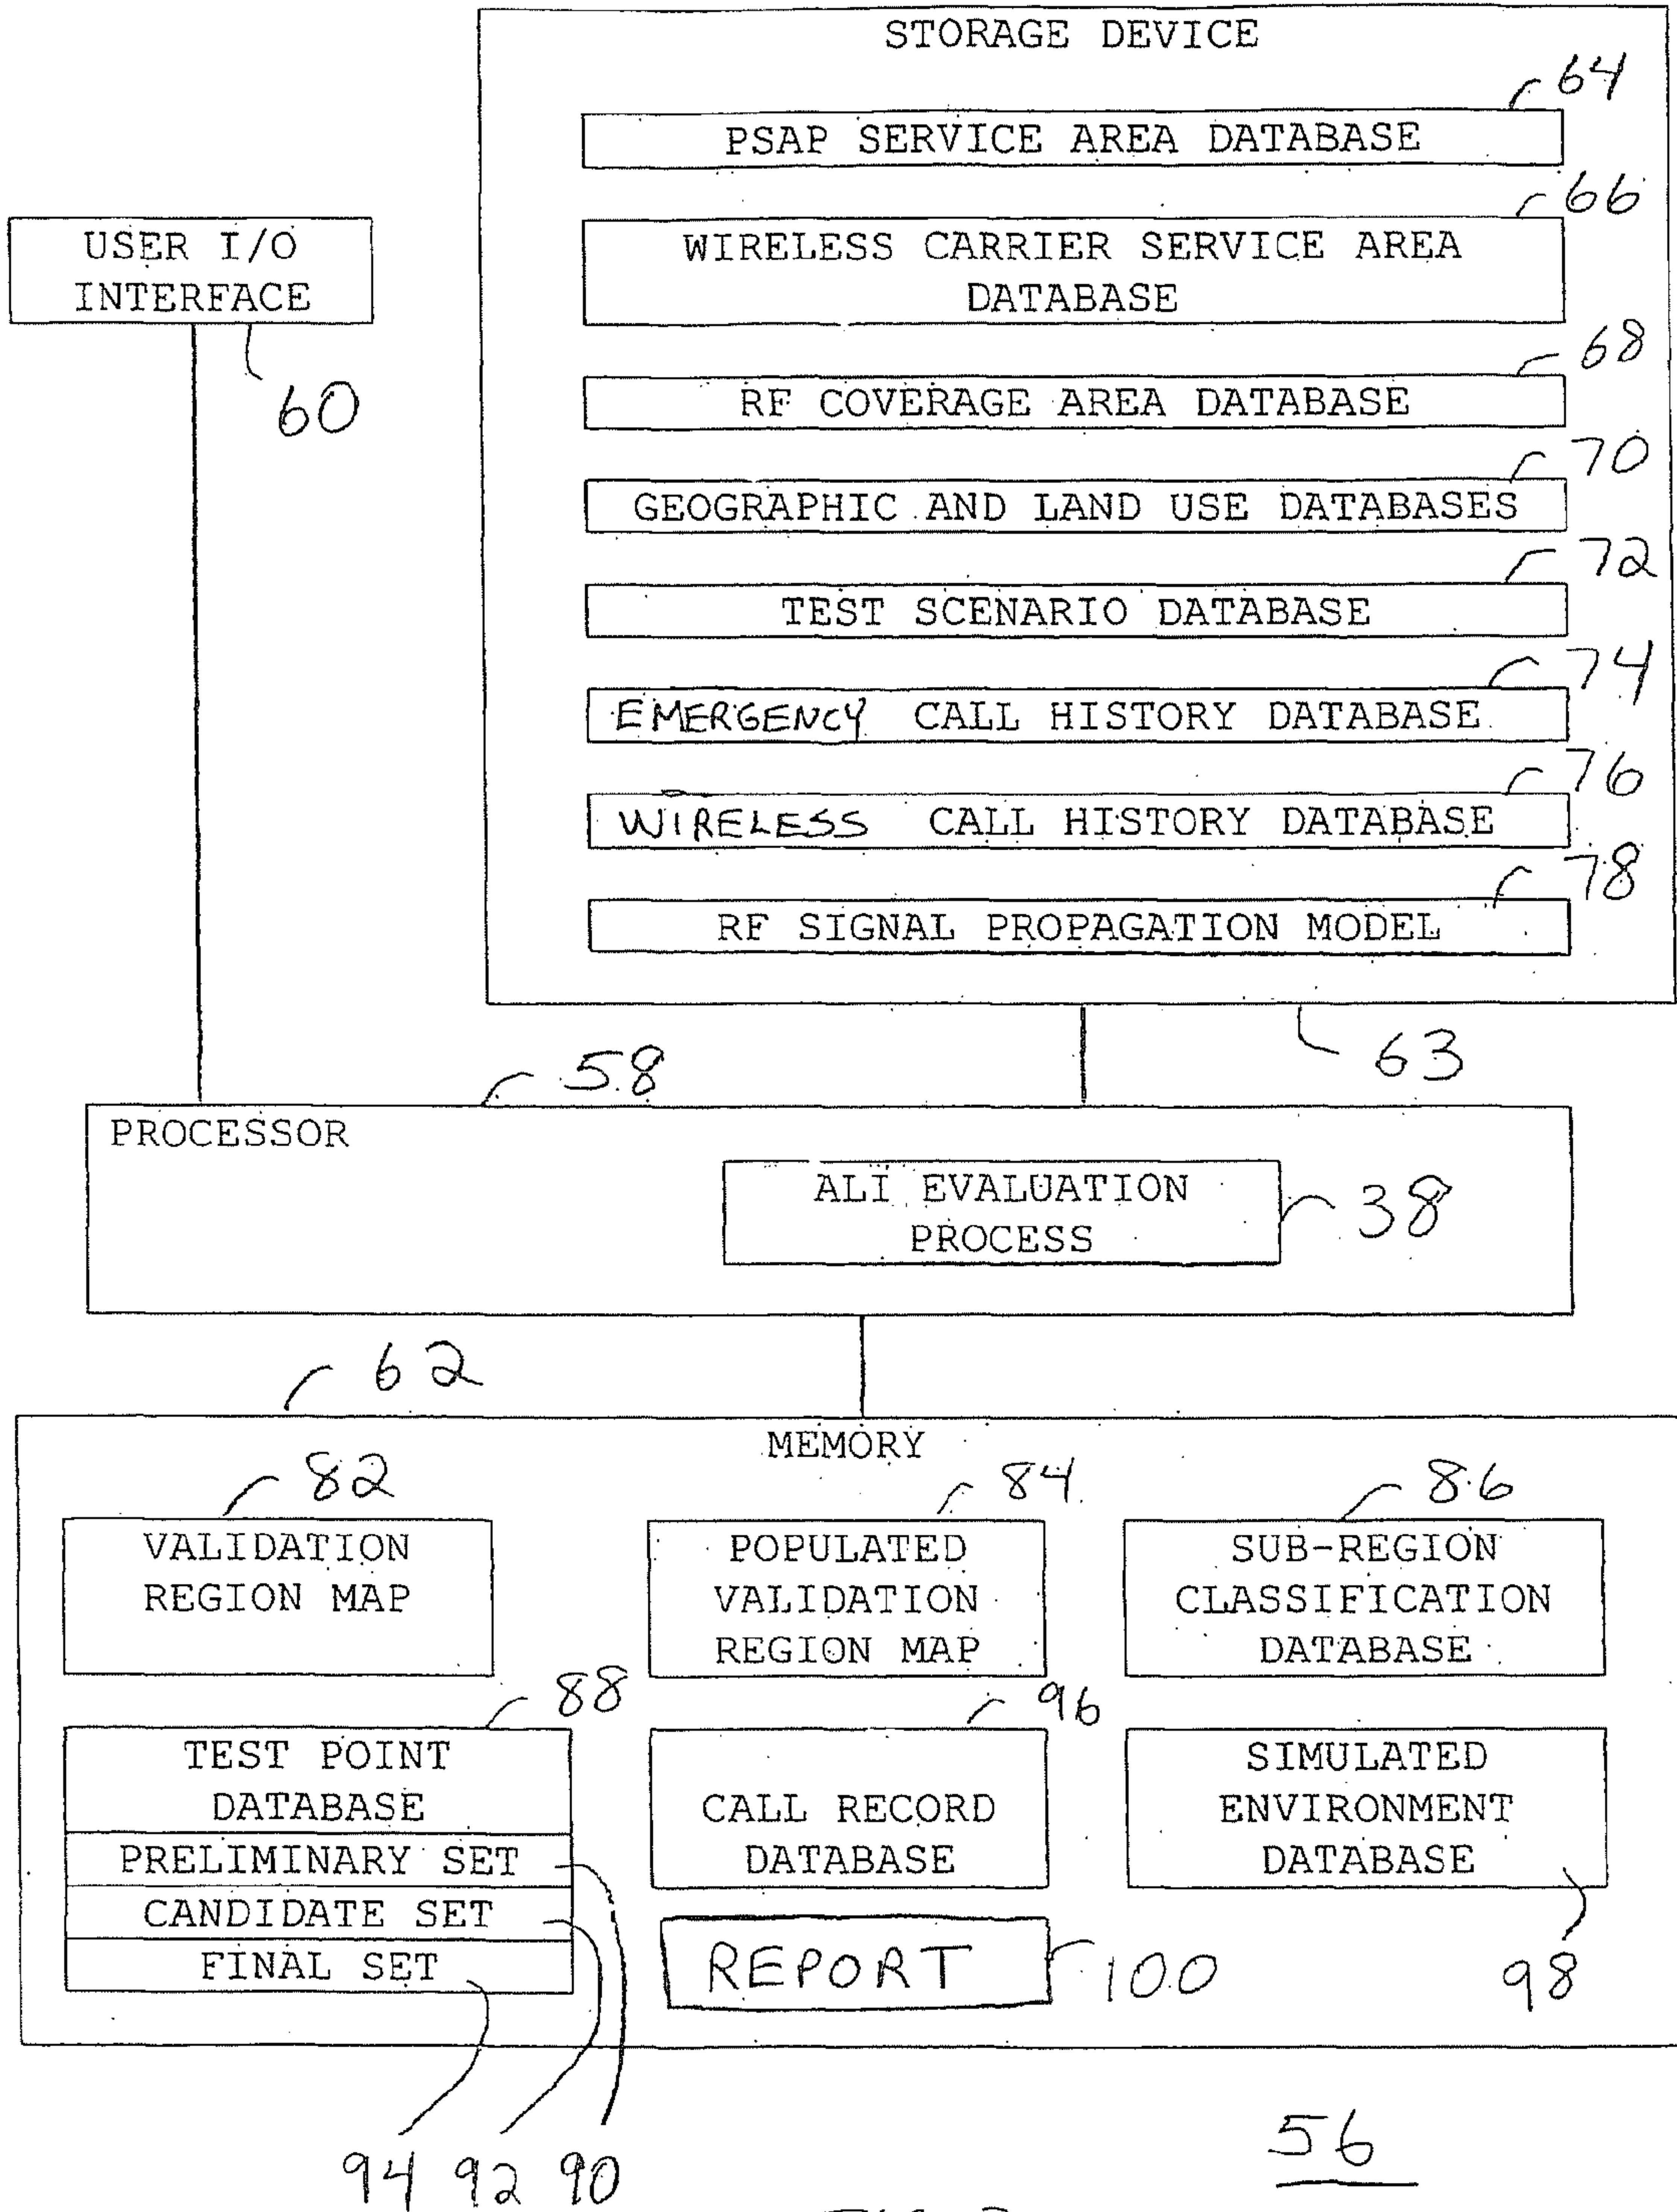 STORAGE DEVICE
64
PSAP SERVICE AREA DATABASE
66
WIRELESS CARRIER SERVICE AREA
DATABASE
USER I/O
INTERFACE
60
68
RF COVERAGE AREA DATABASE
70
GEOGRAPHIC AND LAND USE DATABASES
72
TEST SCENARIO DATABASE
74
EMERGENCY CALL HISTORY DATABASE
76
WIRELESS CALL HISTORY DATABASE
78
RF SIGNAL PROPAGATION MODEL
63
58
PROCESSOR
ALI EVALUATION
PROCESS
38
62
MEMORY
82
VALIDATION
REGION MAP
84
POPULATED
VALIDATION
REGION MAP
86
SUB-REGION
CLASSIFICATION
DATABASE
88
TEST POINT
DATABASE
PRELIMINARY SET
CANDIDATE SET
FINAL SET
96
CALL RECORD
DATABASE
SIMULATED
ENVIRONMENT
DATABASE
REPORT
100
98
94 92 90
56